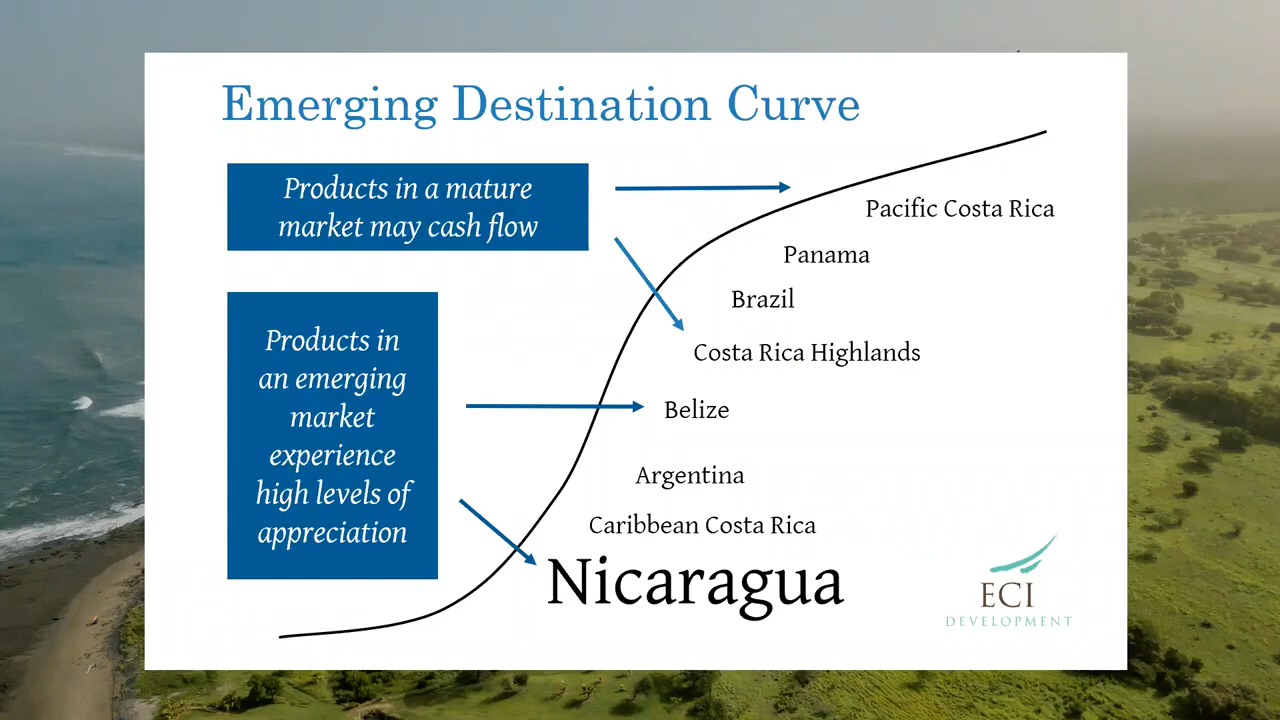 Emerging Destination Curve
Products in a mature
market may cash flow
Products in
an emerging
market
experience
high levels of
appreciation
Pacific Costa Rica
Panama
Brazil
Costa Rica Highlands
Belize
Argentina
Caribbean Costa Rica
Nicaragua
ECI
DEVELOPMENT